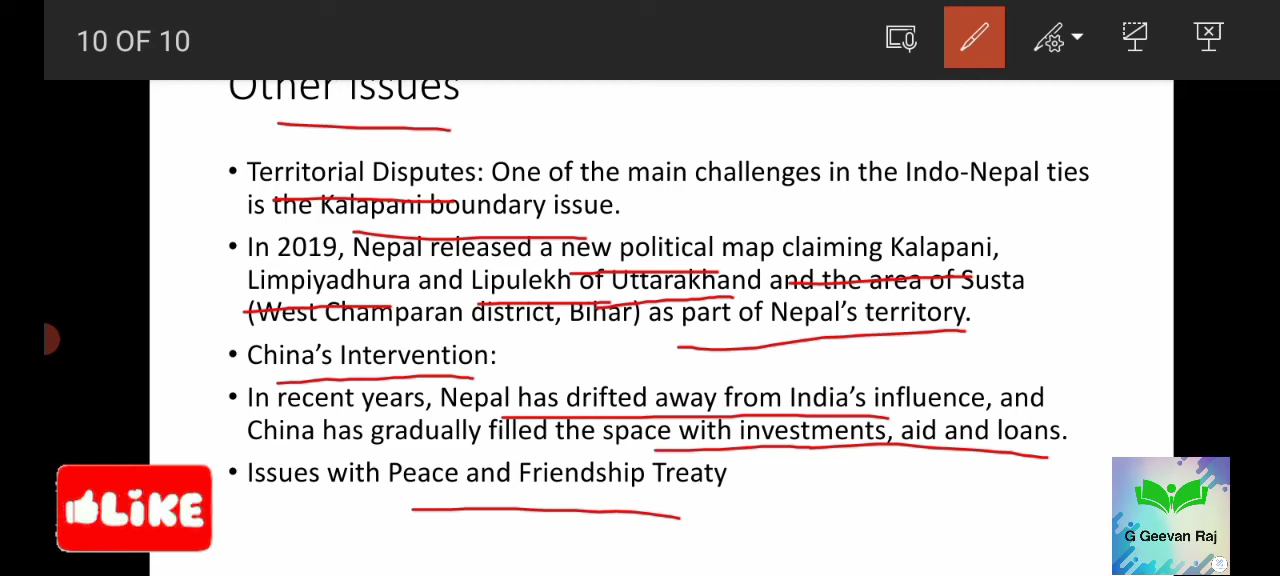 10 OF 10
Other Issues
• Territorial Disputes: One of the main challenges in the Indo-Nepal ties
is the Kalapani boundary issue.
• In 2019, Nepal released a new political map claiming Kalapani,
Limpiyadhura and Lipulekh of Uttarakhand and the area of Susta
(West Champaran district, Bihar) as part of Nepal's territory.
• China's Intervention:
• In recent years, Nepal has drifted away from India's influence, and
China has gradually filled the space with investments, aid and loans.
• Issues with Peace and Friendship Treaty
LiKE
G Geevan Raj